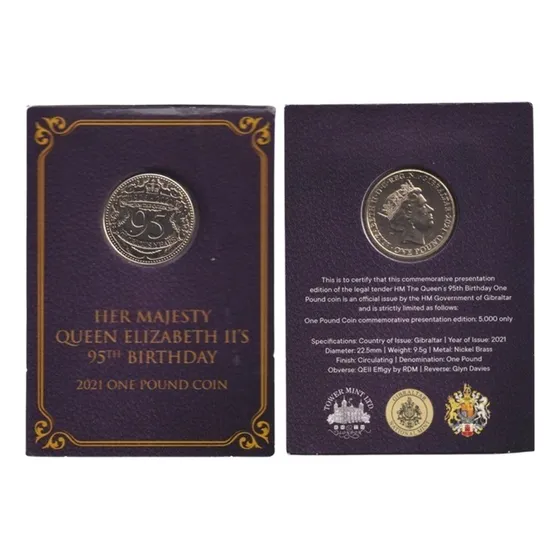 95
HER MAJESTY
QUEEN ELIZABETH II'S
95TH BIRTHDAY
2021 ONE POUND COIN
This is to certify that this commemorative presentation
edition of the legal tender HM The Queen's 95th Birthday One
Pound coin is an official issue by the HM Government of Gibraltar
and is strictly limited as follows:
One Pound Coin commemorative presentation edition: 5,000 only
Specifications: Country of Issue: Gibraltar | Year of Issue: 2021
Diameter: 22.5mm | Weight: 9.5g | Metal: Nickel Brass
Finish: Circulating | Denomination: One Pound
Obverse: QEII Effigy by RDM | Reverse: Glyn Davies
TOWER MINT LTD
GIBRALTAR
NATIONAL MINT